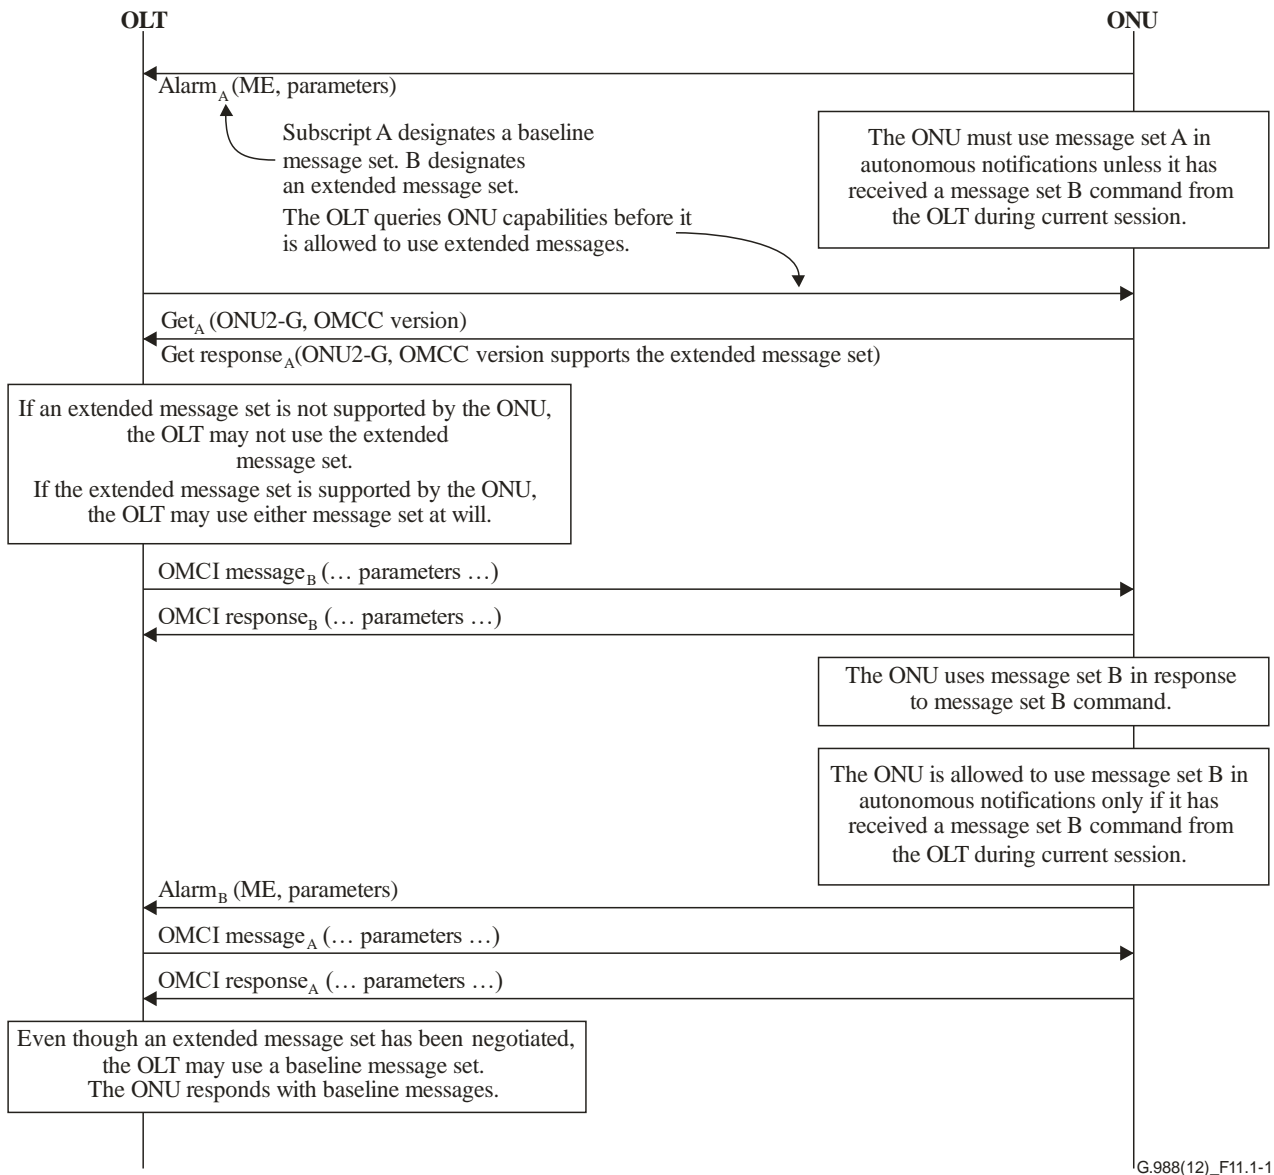 OLT
ONU
Alarm_A (ME, parameters)
Subscript A designates a baseline
message set. B designates
an extended message set.
The ONU must use message set A in
autonomous notifications unless it has
received a message set B command from
the OLT during current session.
The OLT queries ONU capabilities before it
is allowed to use extended messages.
Get_A (ONU2-G, OMCC version)
Get response_A(ONU2-G, OMCC version supports the extended message set)
If an extended message set is not supported by the ONU,
the OLT may not use the extended
message set.
If the extended message set is supported by the ONU,
the OLT may use either message set at will.
OMCI message_B (… parameters …)
OMCI response_B (… parameters …)
The ONU uses message set B in response
to message set B command.
The ONU is allowed to use message set B in
autonomous notifications only if it has
received a message set B command from
the OLT during current session.
Alarm_B (ME, parameters)
OMCI message_A (… parameters …)
OMCI response_A (… parameters …)
Even though an extended message set has been negotiated,
the OLT may use a baseline message set.
The ONU responds with baseline messages.
G.988(12)_F11.1-1